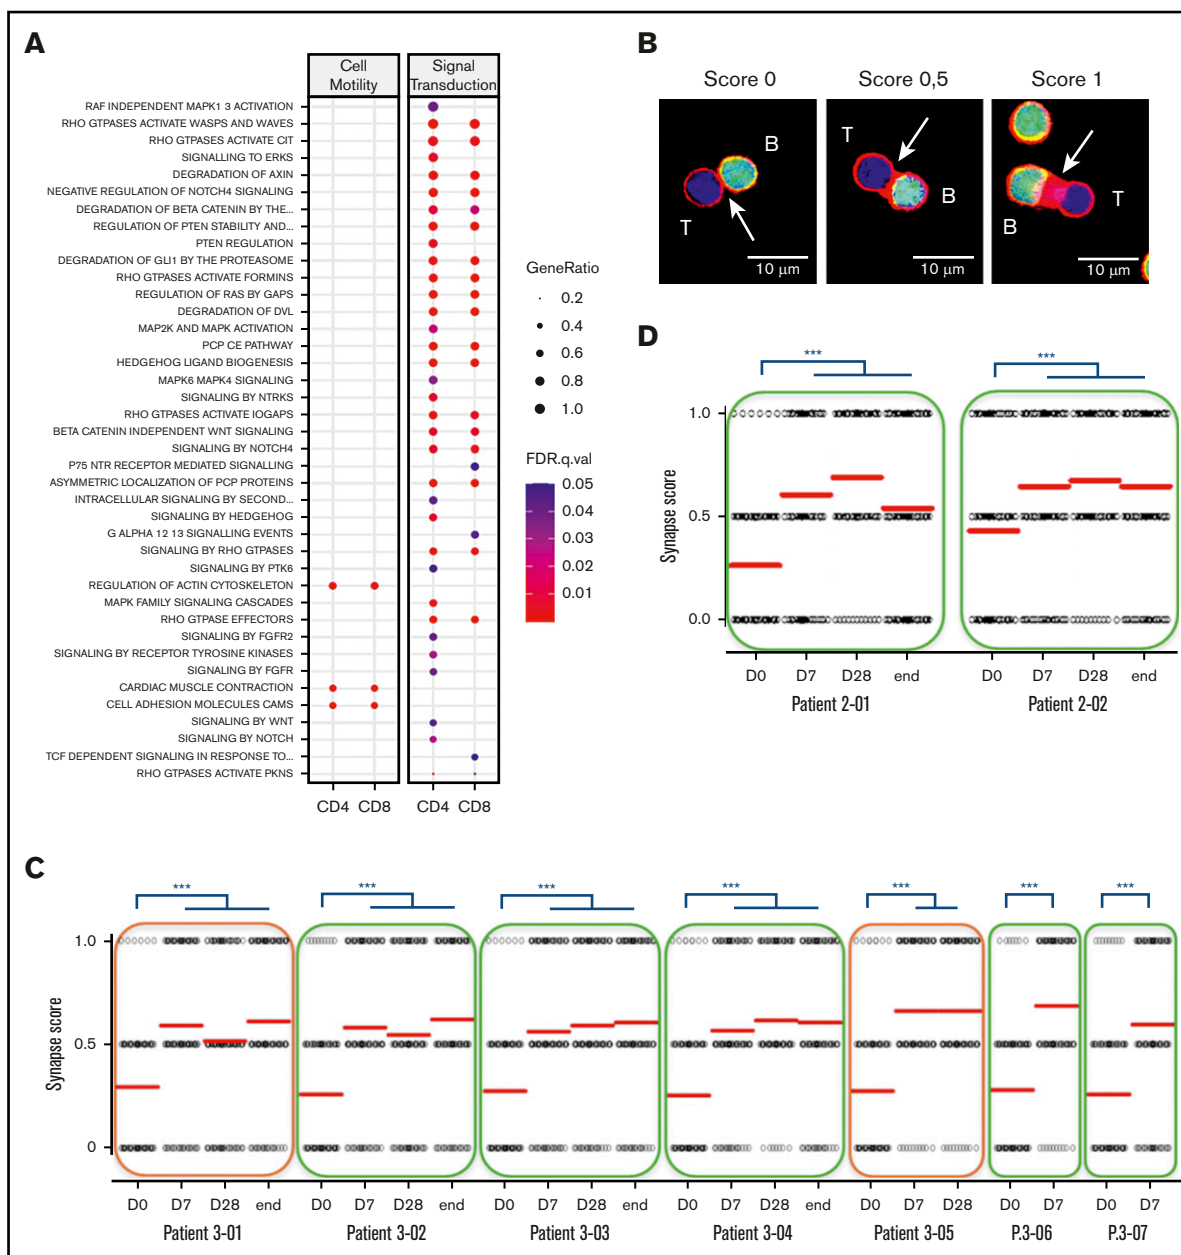 A
Cell
Motility
Signal
Transduction
RAF INDEPENDENT MAPK1 3 ACTIVATION
RHO GTPASES ACTIVATE WASPS AND WAVES
RHO GTPASES ACTIVATE CIT
SIGNALLING TO ERKS
DEGRADATION OF AXIN
NEGATIVE REGULATION OF NOTCH4 SIGNALING
DEGRADATION OF BETA CATENIN BY THE...
REGULATION OF PTEN STABILITY AND...
PTEN REGULATION
DEGRADATION OF GLI1 BY THE PROTEASOME
RHO GTPASES ACTIVATE FORMINS
REGULATION OF RAS BY GAPS
DEGRADATION OF DVL
MAP2K AND MAPK ACTIVATION
PCP CE PATHWAY
HEDGEHOG LIGAND BIOGENESIS
MAPK6 MAPK4 SIGNALING
SIGNALING BY NTRKS
RHO GTPASES ACTIVATE IQGAPS
BETA CATENIN INDEPENDENT WNT SIGNALING
SIGNALING BY NOTCH4
P75 NTR RECEPTOR MEDIATED SIGNALLING
ASYMMETRIC LOCALIZATION OF PCP PROTEINS
INTRACELLULAR SIGNALING BY SECOND...
SIGNALING BY HEDGEHOG
G ALPHA 12 13 SIGNALLING EVENTS
SIGNALING BY RHO GTPASES
SIGNALING BY PTK6
REGULATION OF ACTIN CYTOSKELETON
MAPK FAMILY SIGNALING CASCADES
RHO GTPASE EFFECTORS
SIGNALING BY FGFR2
SIGNALING BY RECEPTOR TYROSINE KINASES
SIGNALING BY FGFR
CARDIAC MUSCLE CONTRACTION
CELL ADHESION MOLECULES CAMS
SIGNALING BY WNT
SIGNALING BY NOTCH
TCF DEPENDENT SIGNALING IN RESPONSE TO...
RHO GTPASES ACTIVATE PKNS
CD4 CD8 CD4 CD8
GeneRatio
0.2
0.4
0.6
0.8
1.0
FDR.q.val
0.05
0.04
0.03
0.02
0.01
B
Score 0 Score 0,5 Score 1
B
T
10 μm
T
B
10 μm
T
B
10 μm
D
*** ***
Synapse score
1.0
0.5
0.0
D0 D7 D28 end D0 D7 D28 end
Patient 2-01 Patient 2-02
C
*** *** *** *** *** *** ***
Synapse score
1.0
0.5
0
D0 D7 D28 end D0 D7 D28 end D0 D7 D28 end D0 D7 D28 end D0 D7 D28 D0 D7 D0 D7
Patient 3-01 Patient 3-02 Patient 3-03 Patient 3-04 Patient 3-05 P.3-06 P.3-07